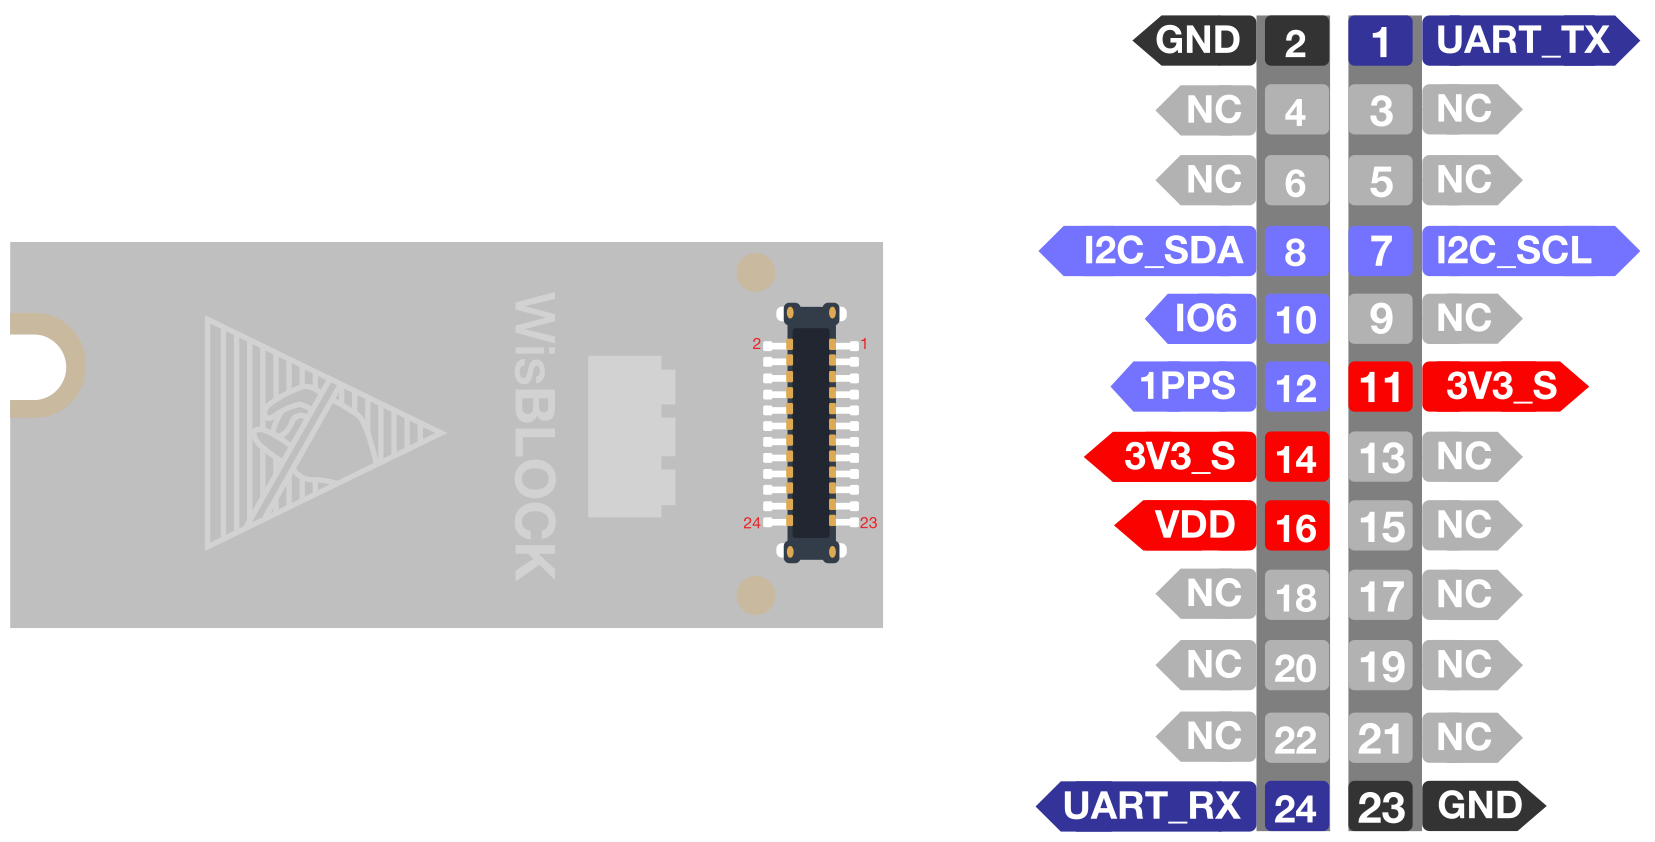 WisBLOCK
2
1
24
23
GND 2 1 UART_TX
NC 4 3 NC
NC 6 5 NC
I2C_SDA 8 7 I2C_SCL
IO6 10 9 NC
1PPS 12 11 3V3_S
3V3_S 14 13 NC
VDD 16 15 NC
NC 18 17 NC
NC 20 19 NC
NC 22 21 NC
UART_RX 24 23 GND